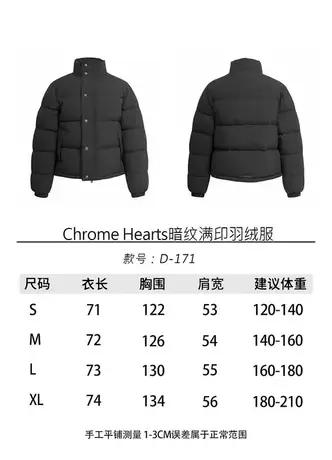 Chrome Hearts暗纹满印羽绒服
款号：D-171
尺码 衣长 胸围 肩宽 建议体重
S 71 122 53 120-140
M 72 126 54 140-160
L 73 130 55 160-180
XL 74 134 56 180-210
手工平铺测量 1-3CM误差属于正常范围